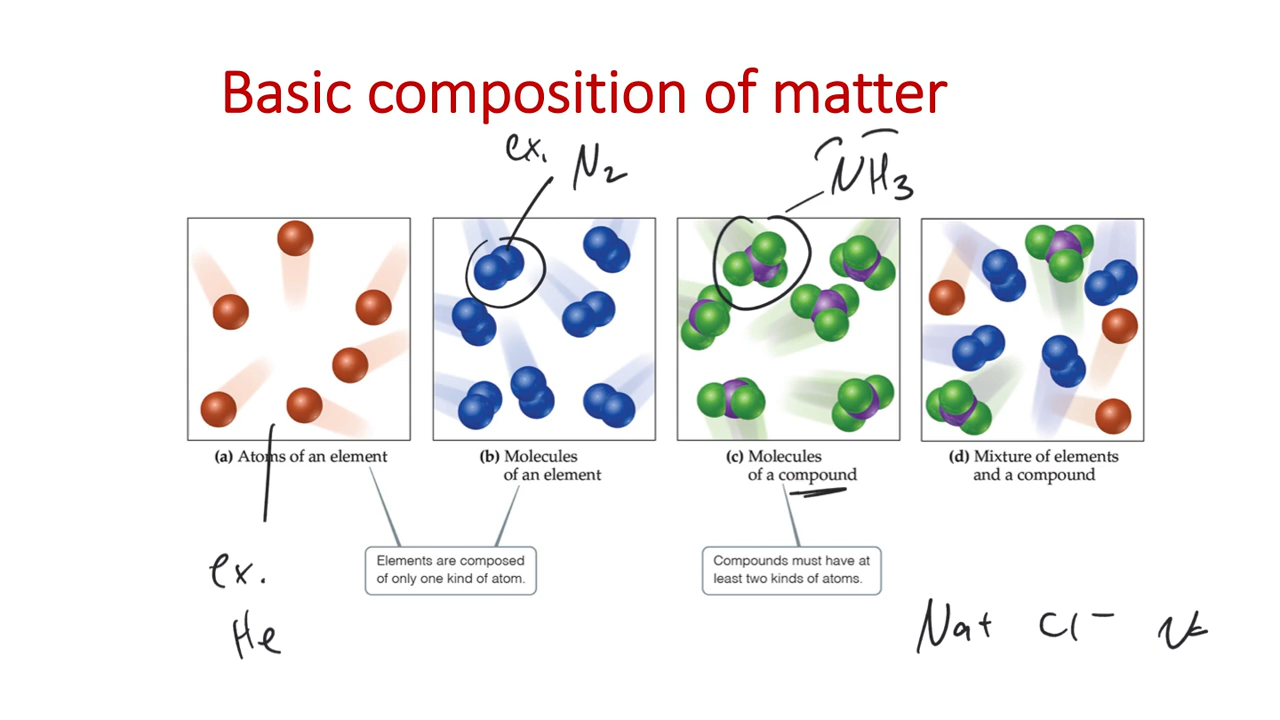 Basic composition of matter
ex. N2
NH3
(a) Atoms of an element
(b) Molecules
of an element
(c) Molecules
of a compound
(d) Mixture of elements
and a compound
Elements are composed
of only one kind of atom.
Compounds must have at
least two kinds of atoms.
ex.
He
Na+ Cl-